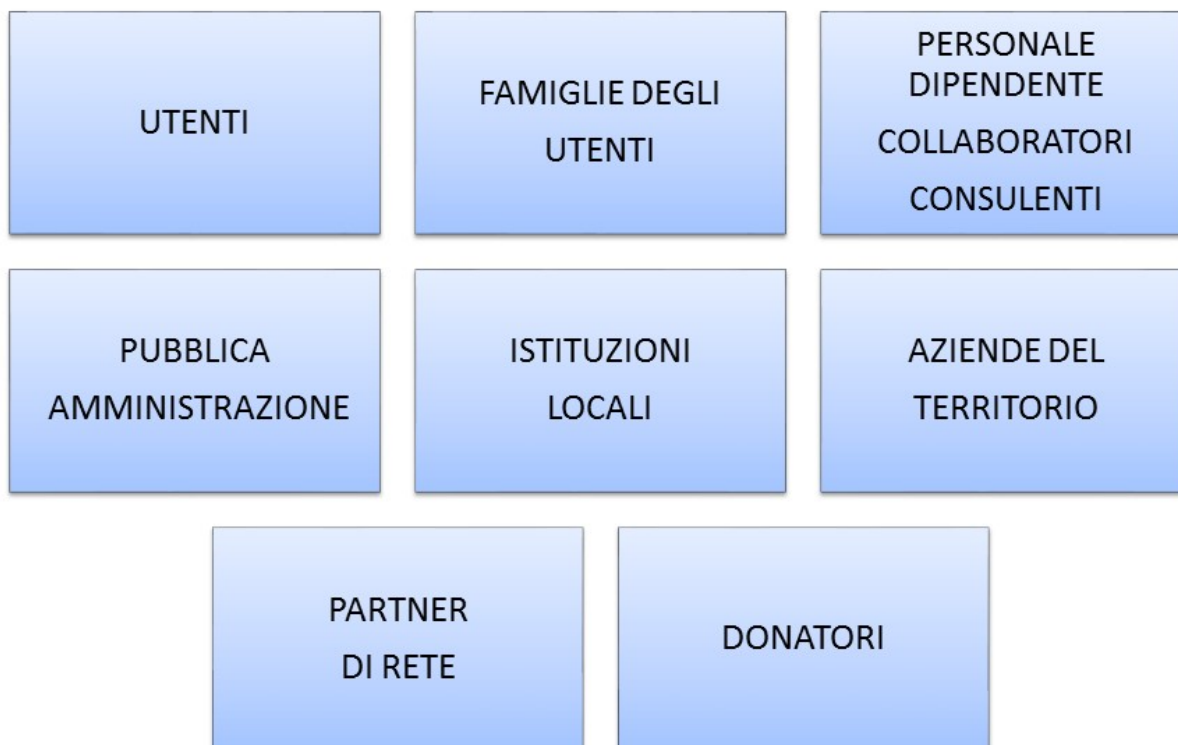 UTENTI
FAMIGLIE DEGLI
UTENTI
PERSONALE
DIPENDENTE
COLLABORATORI
CONSULENTI
PUBBLICA
AMMINISTRAZIONE
ISTITUZIONI
LOCALI
AZIENDE DEL
TERRITORIO
PARTNER
DI RETE
DONATORI